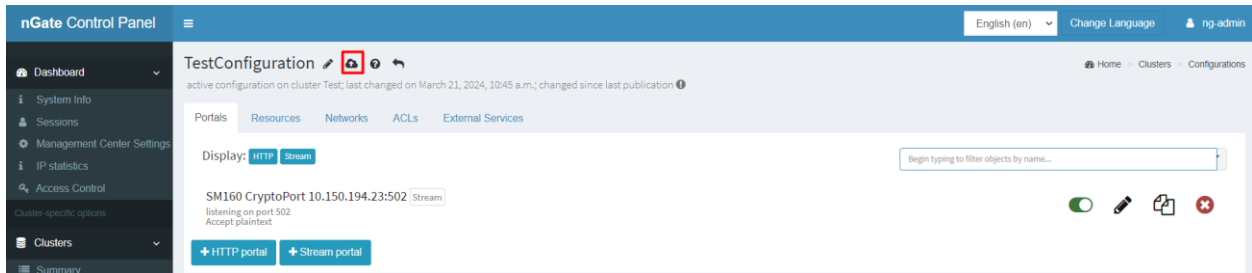 nGate Control Panel
English (en)
Change Language
ng-admin
Dashboard
System Info
Sessions
Management Center Settings
IP statistics
Access Control
Cluster-specific options
Clusters
Summary
TestConfiguration
Home > Clusters > Configurations
active configuration on cluster Test; last changed on March 21, 2024, 10:45 a.m.; changed since last publication
Portals Resources Networks ACLs External Services
Display: HTTP Stream
Begin typing to filter objects by name...
SM160 CryptoPort 10.150.194.23:502 Stream
listening on port 502
Accept plaintext
+ HTTP portal + Stream portal